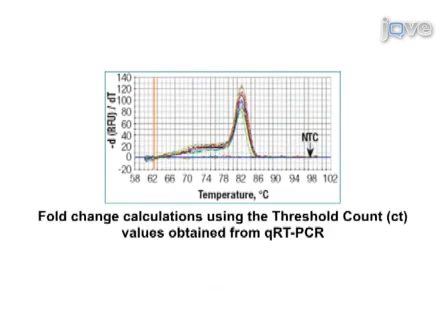 jove
140
120
100
80
60
40
20
0
-20
-d (RFU) / dT
NTC
58 62 66 70 74 78 82 86 90 94 98 102
Temperature, °C
Fold change calculations using the Threshold Count (ct)
values obtained from qRT-PCR